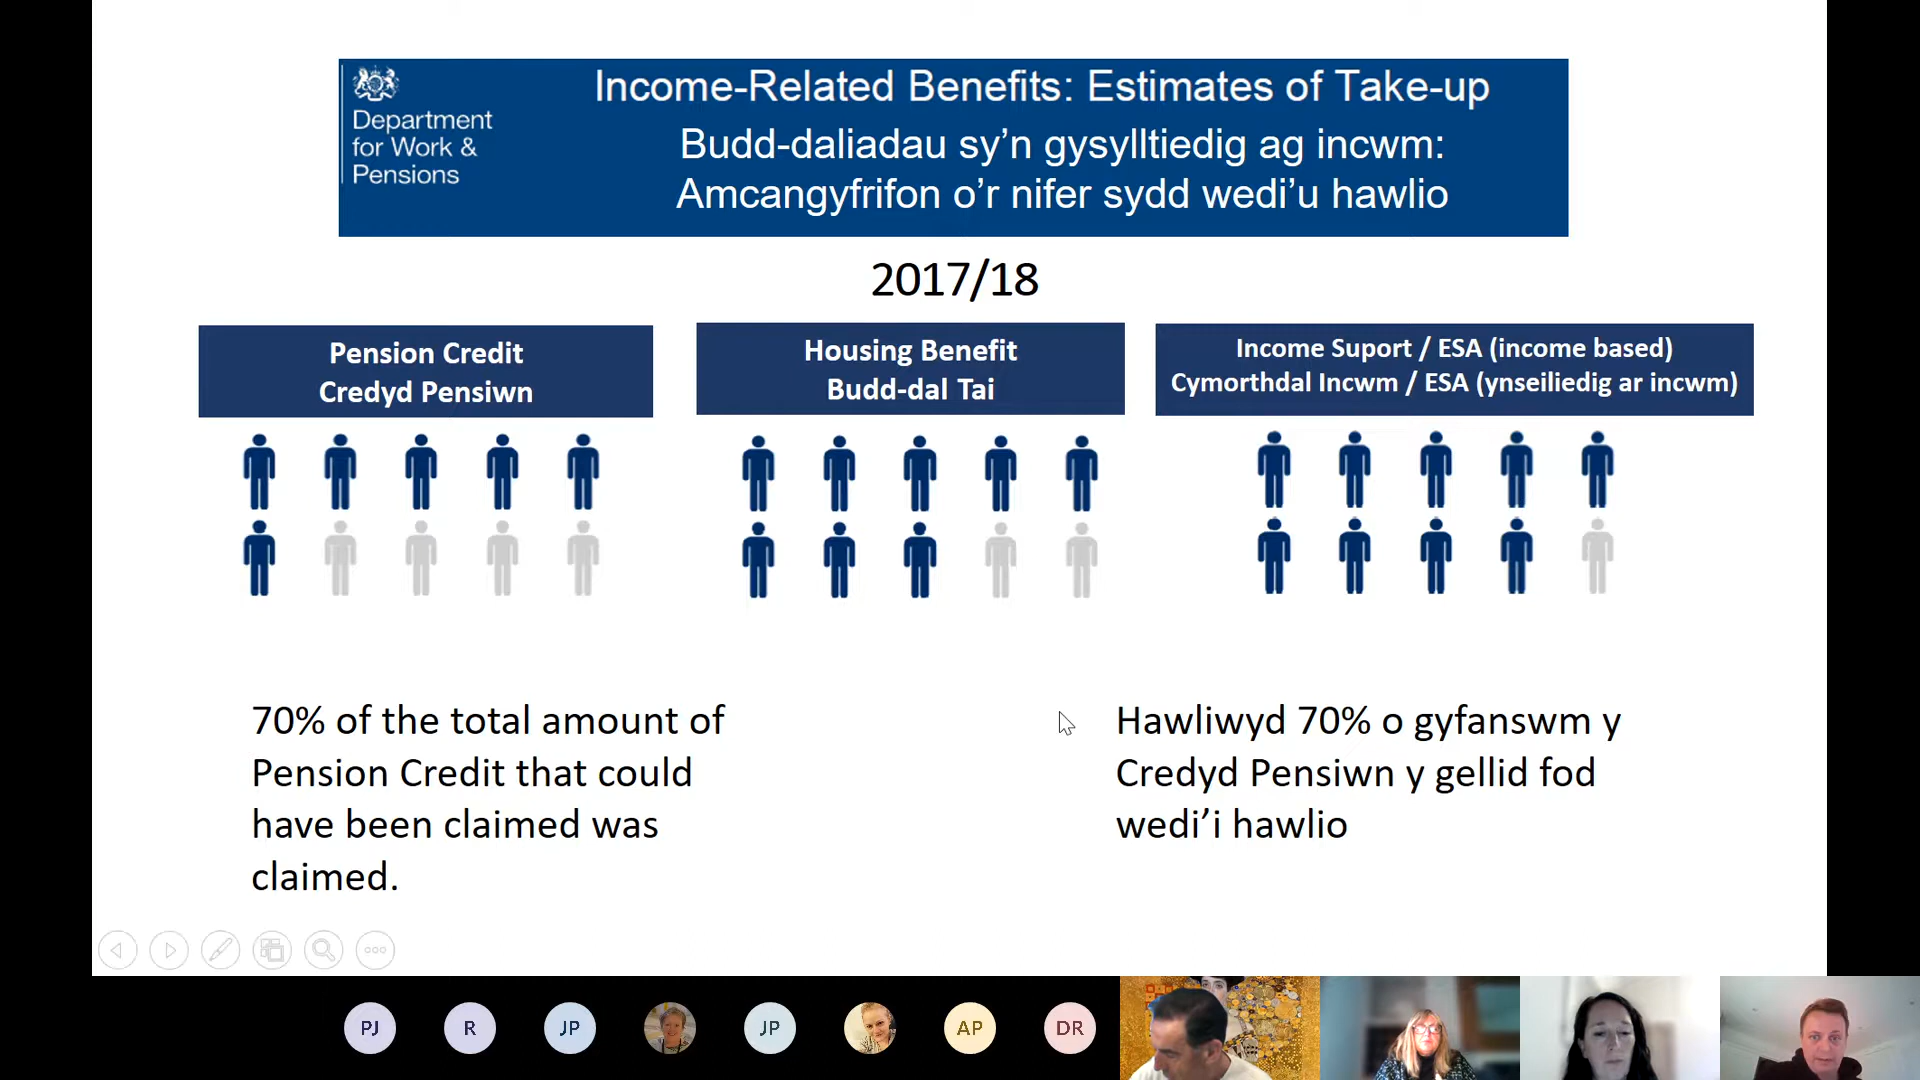 Department
for Work &
Pensions
Income-Related Benefits: Estimates of Take-up
Budd-daliadau sy’n gysylltiedig ag incwm:
Amcangyfrifon o’r nifer sydd wedi’u hawlio
2017/18
Pension Credit
Credyd Pensiwn
Housing Benefit
Budd-dal Tai
Income Suport / ESA (income based)
Cymorthdal Incwm / ESA (ynseiliedig ar incwm)
70% of the total amount of
Pension Credit that could
have been claimed was
claimed.
Hawliwyd 70% o gyfanswm y
Credyd Pensiwn y gellid fod
wedi’i hawlio
PJ
R
JP
JP
AP
DR